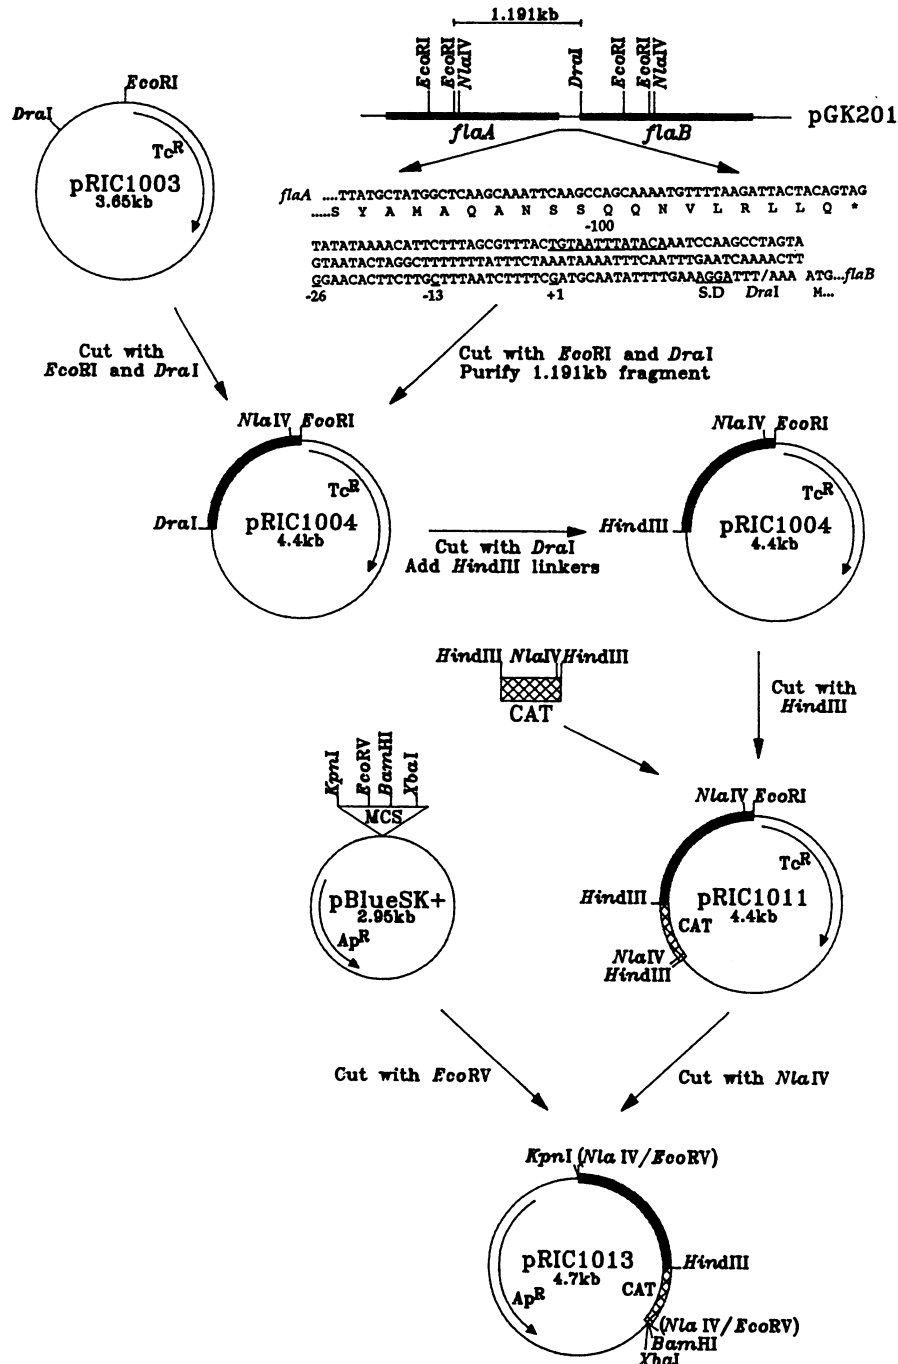 1.191kb
EcoRI
EcoRI
NlaIV
DraI
EcoRI
EcoRI
NlaIV
flaA
flaB
pGK201
EcoRI
DraI
TcR
pRIC1003
3.65kb
flaA ....TTATGCTATGGCTCAAGCAAATTCAAGCCAGCAAAATGTTTTAAGATTACTACAGTAG
.....S Y A M A Q A N S S Q Q N V L R L L Q *
-100
TATATAAAACATTCTTTAGCGTTTACTGTAATTTATACAAATCCAAGCCTAGTA
GTAATACTAGGCTTTTTTTATTTCTAAATAAAATTTCAATTTGAATCAAAACTT
GGAACACTTCTTGCTTTAATCTTTTCGATGCAATATTTTGAAAGGATTT/AAA ATG...flaB
-26 -13 +1 S.D DraI M...
Cut with
EcoRI and DraI
Cut with EcoRI and DraI
Purify 1.191kb fragment
NlaIV EcoRI
TcR
DraI
pRIC1004
4.4kb
Cut with DraI
Add HindIII linkers
NlaIV EcoRI
TcR
HindIII
pRIC1004
4.4kb
HindIII NlaIV HindIII
CAT
Cut with
HindIII
KpnI
EcoRV
BamHI
XbaI
MCS
pBlueSK+
2.95kb
ApR
NlaIV EcoRI
TcR
HindIII
pRIC1011
4.4kb
CAT
NlaIV
HindIII
Cut with EcoRV
Cut with NlaIV
KpnI (Nla IV/EcoRV)
pRIC1013
4.7kb
HindIII
CAT
ApR
(Nla IV/EcoRV)
BamHI
XbaI